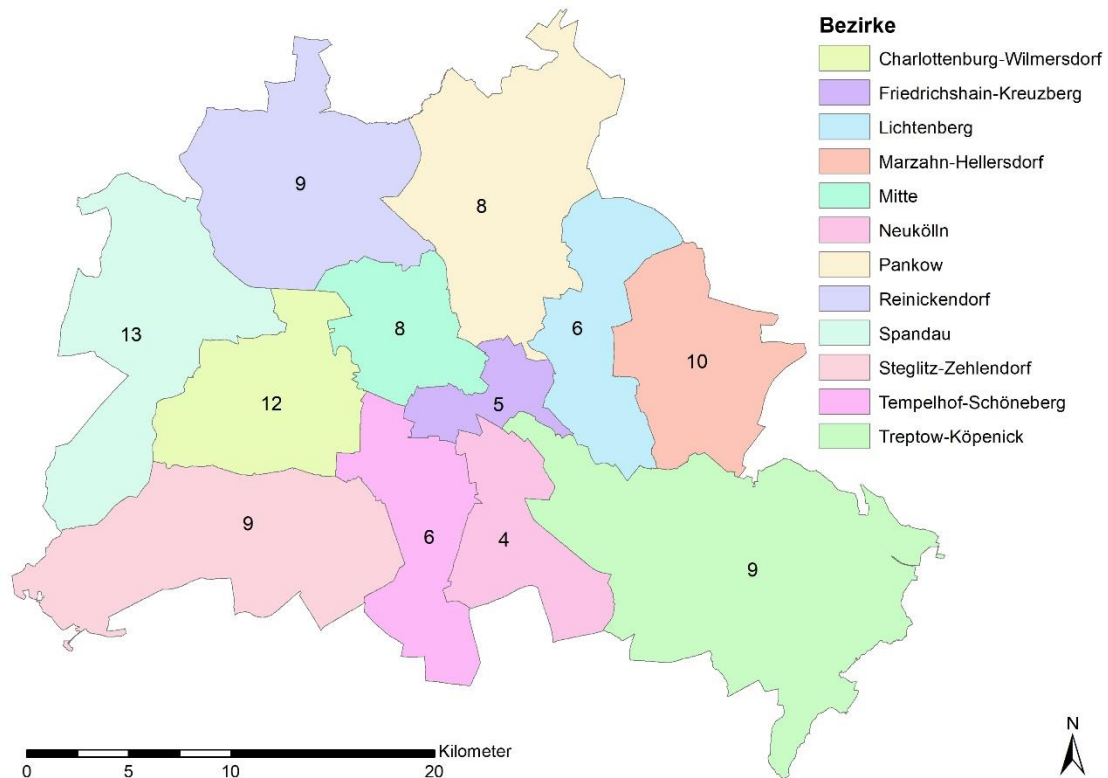 Bezirke
Charlottenburg-Wilmersdorf
Friedrichshain-Kreuzberg
Lichtenberg
Marzahn-Hellersdorf
Mitte
Neukölln
Pankow
Reinickendorf
Spandau
Steglitz-Zehlendorf
Tempelhof-Schöneberg
Treptow-Köpenick
9
8
13
8
6
10
12
5
9
6
4
9
Kilometer
0 5 10 20
N